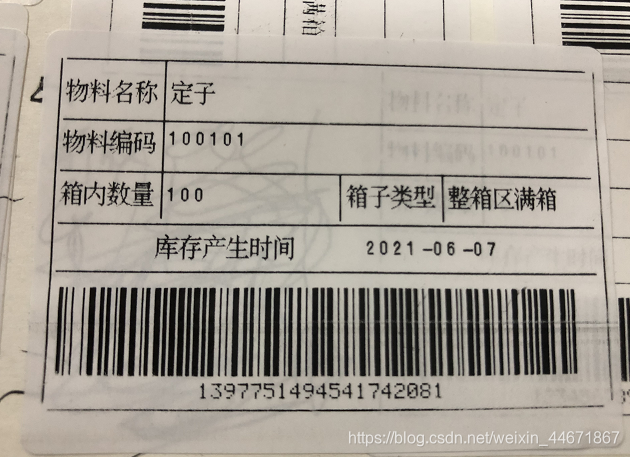 物料名称 定子
物料编码 100101
箱内数量 100 箱子类型 整箱区满箱
库存产生时间 2021-06-07
1397751494541742081
https://blog.csdn.net/weixin_44671867